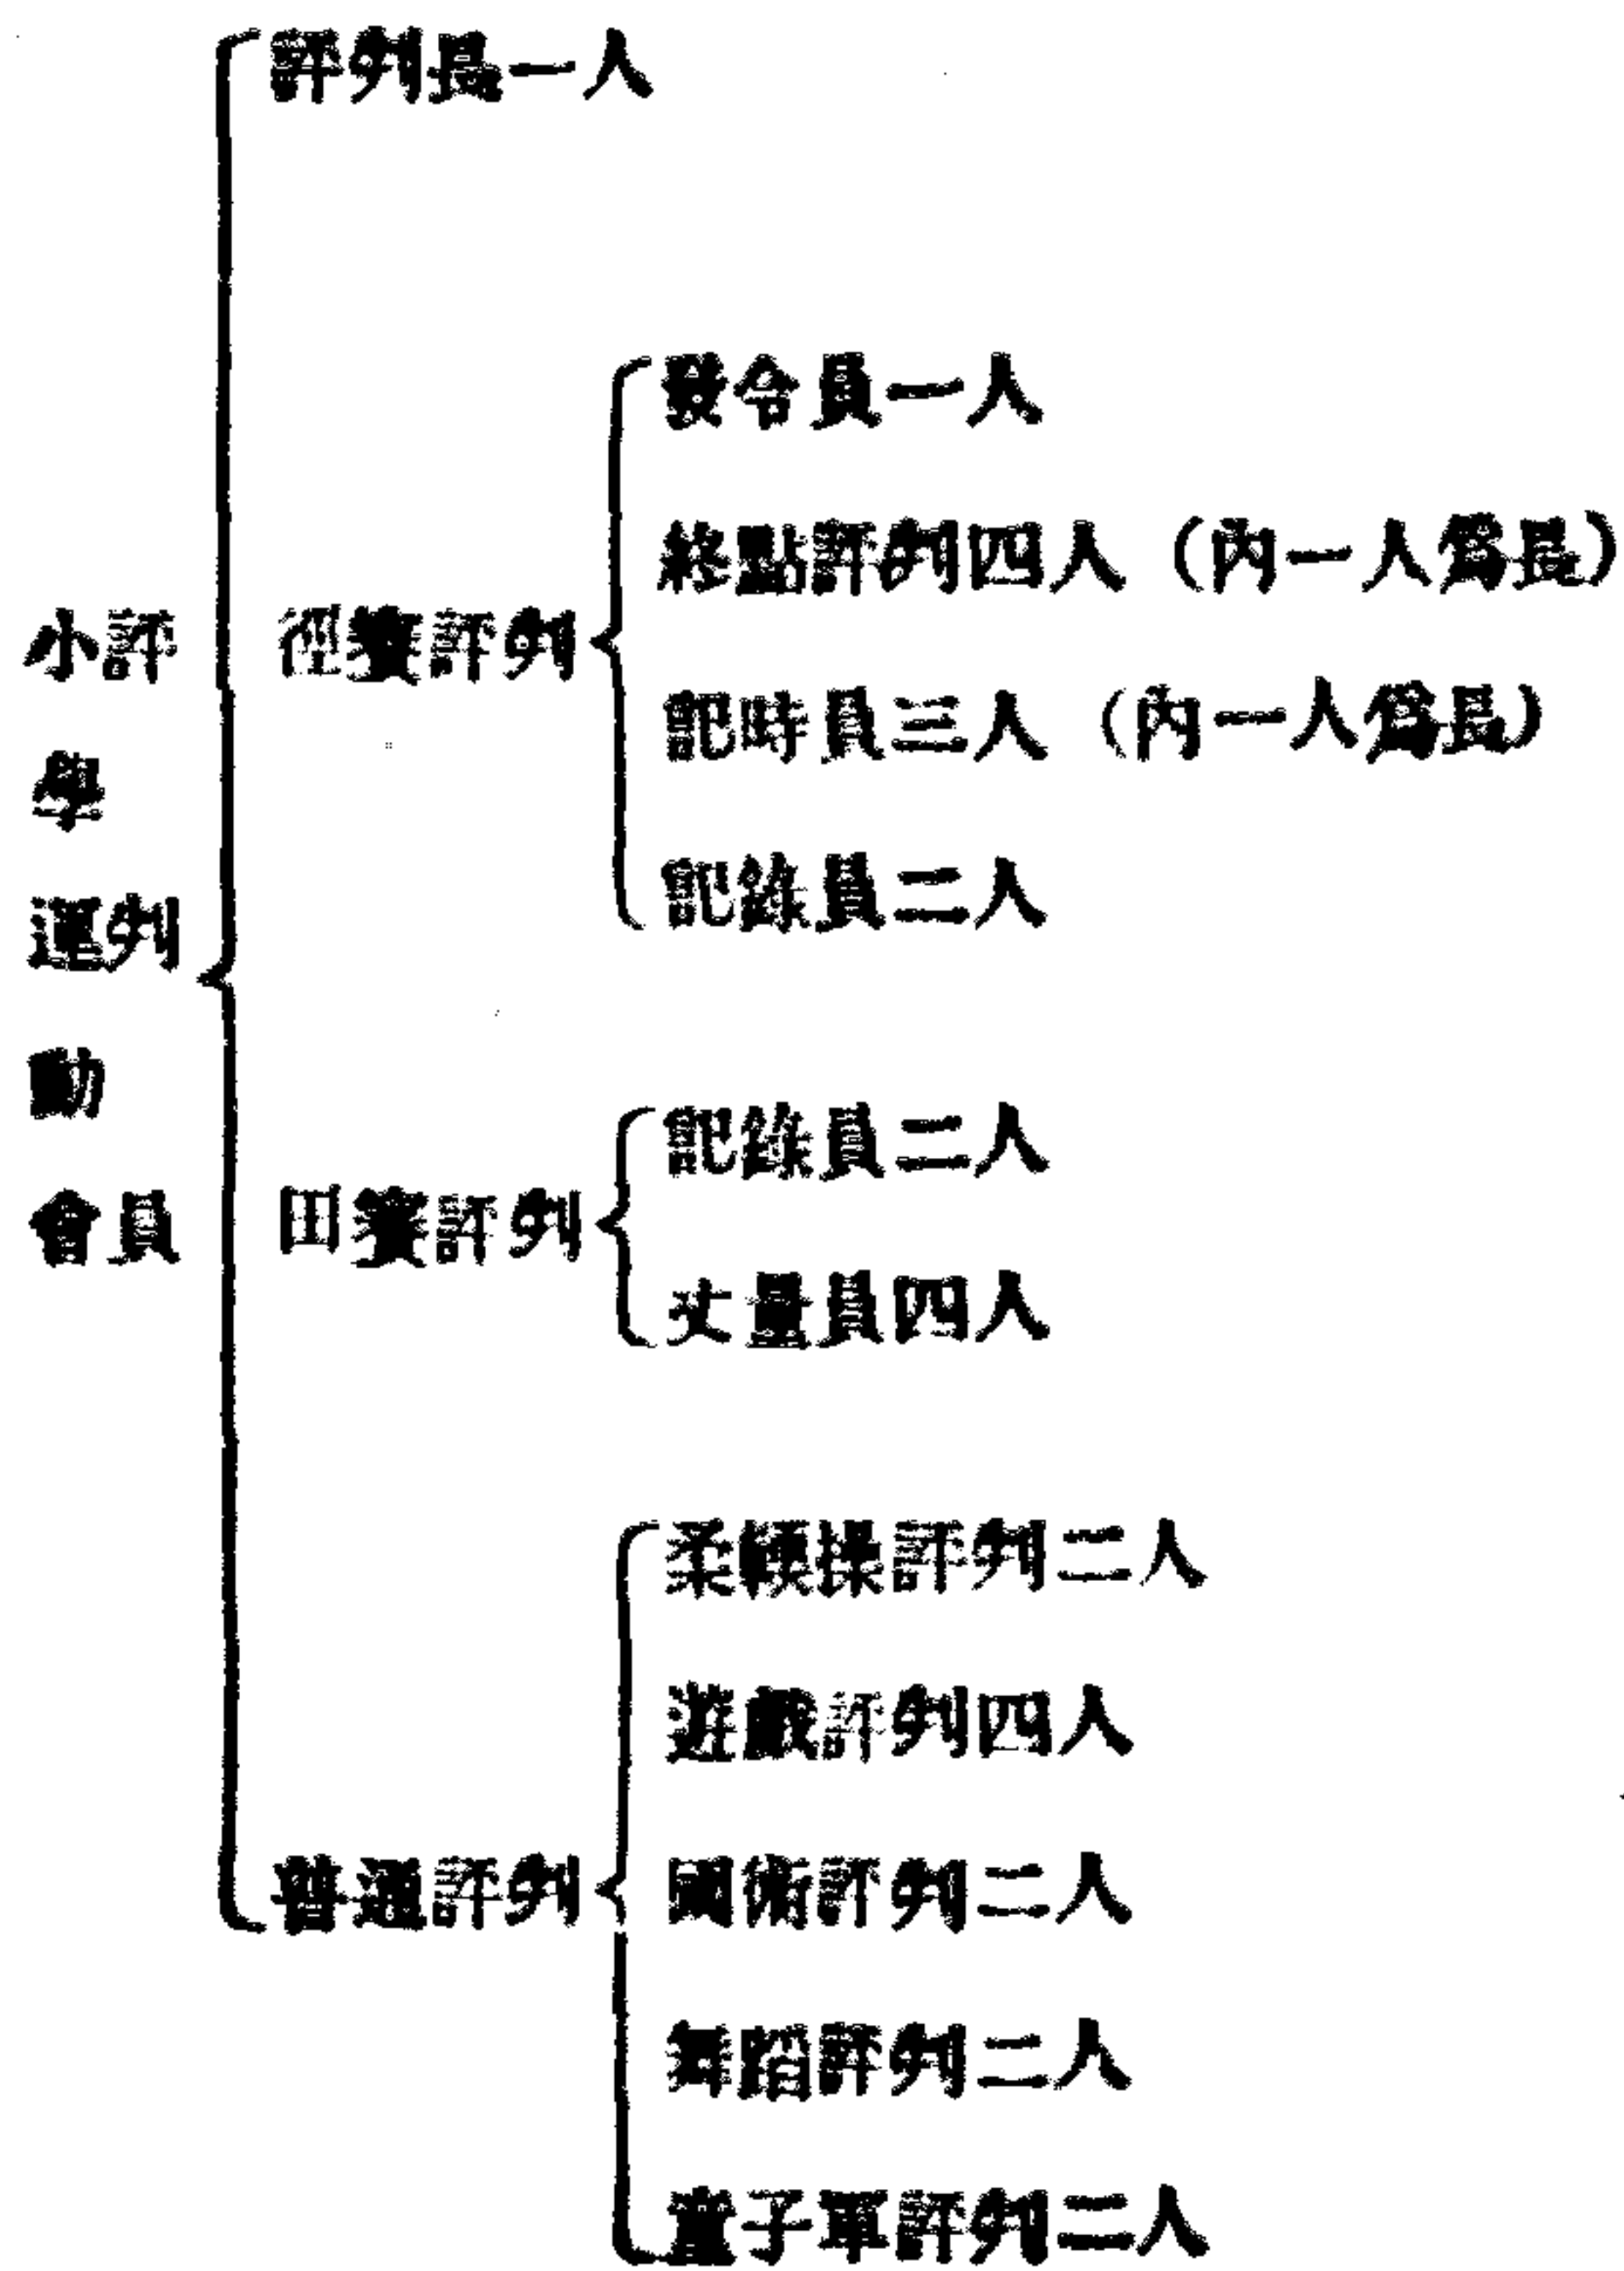 小學運動會
評判員
評判長一人
徑賽評判
發令員一人
終點評判四人（內一人爲長）
記時員三人（內一人爲長）
記錄員二人
田賽評判
記錄員二人
丈量員四人
普通評判
柔輭操評判二人
遊戲評判四人
國術評判二人
舞蹈評判二人
童子軍評判二人